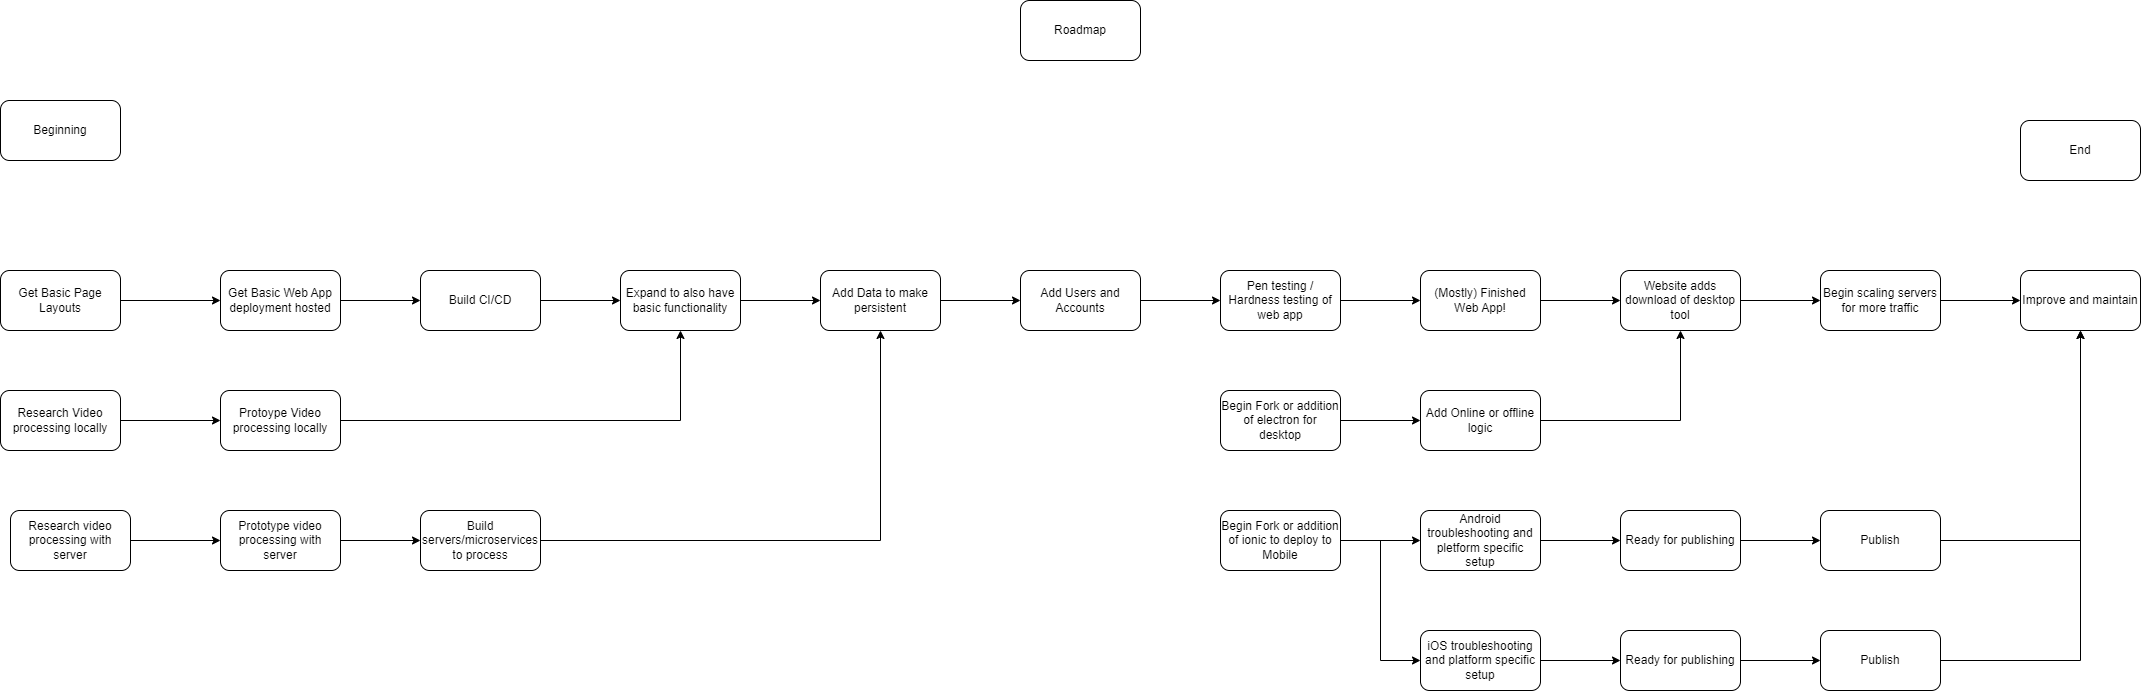 Roadmap
Beginning
End
Get Basic Page
Layouts
Get Basic Web App
deployment hosted
Build CI/CD
Expand to also have
basic functionality
Add Data to make
persistent
Add Users and
Accounts
Pen testing /
Hardness testing of
web app
(Mostly) Finished
Web App!
Website adds
download of desktop
tool
Begin scaling servers
for more traffic
Improve and maintain
Research Video
processing locally
Protoype Video
processing locally
Begin Fork or addition
of electron for
desktop
Add Online or offline
logic
Research video
processing with
server
Prototype video
processing with
server
Build
servers/microservices
to process
Begin Fork or addition
of ionic to deploy to
Mobile
Android
troubleshooting and
pletform specific
setup
Ready for publishing
Publish
iOS troubleshooting
and platform specific
setup
Ready for publishing
Publish